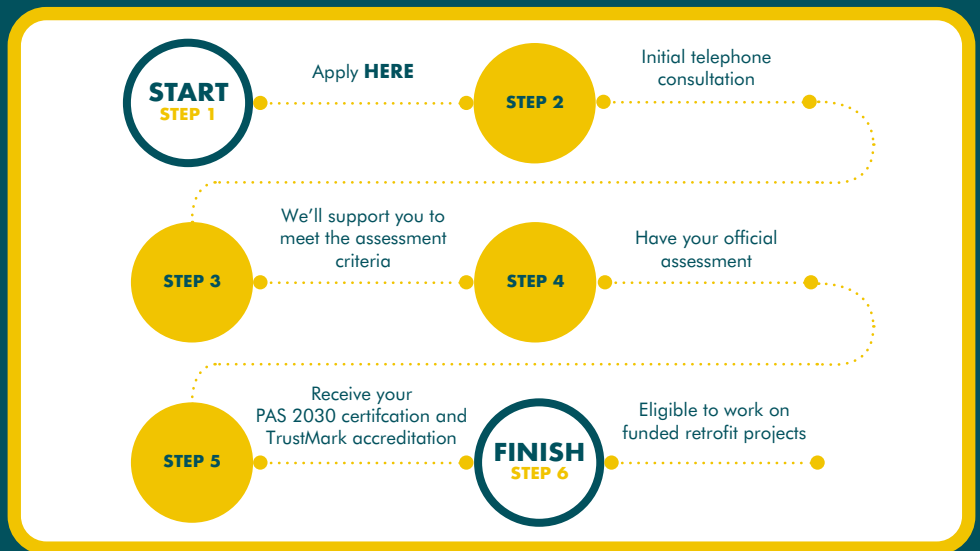 START
STEP 1
Apply HERE
STEP 2
Initial telephone
consultation
STEP 3
We'll support you to
meet the assessment
criteria
STEP 4
Have your official
assessment
STEP 5
Receive your
PAS 2030 certifcation and
TrustMark accreditation
FINISH
STEP 6
Eligible to work on
funded retrofit projects